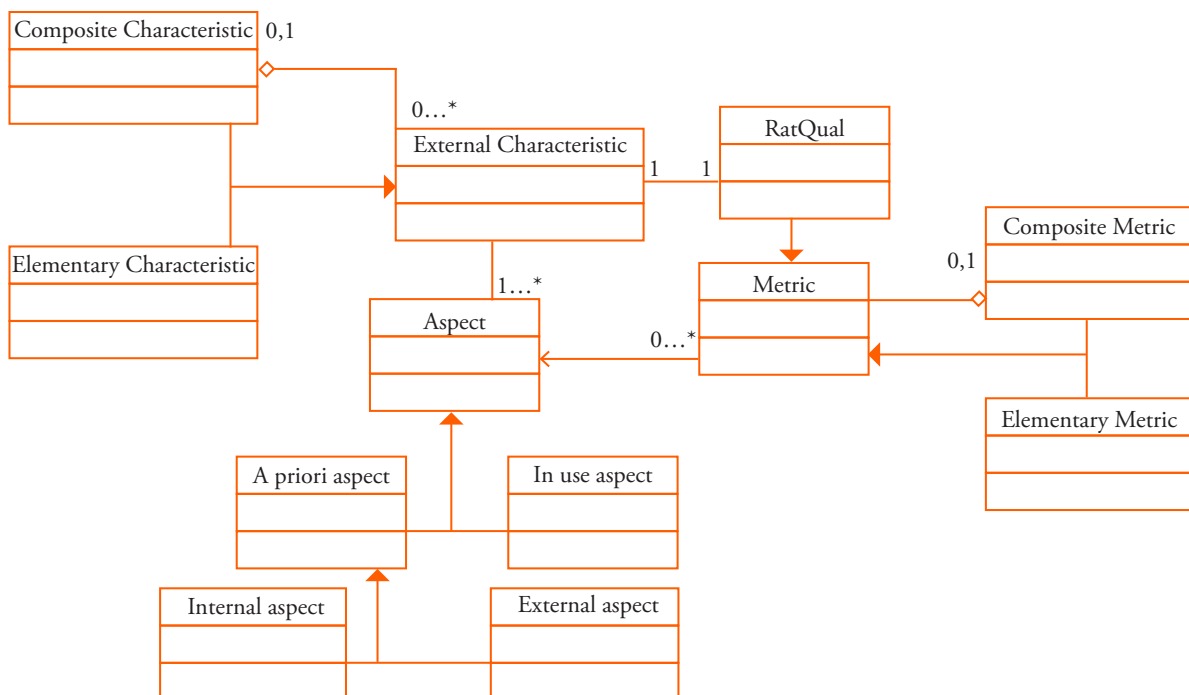 Composite Characteristic
0,1
0…*
External Characteristic
1
1
RatQual
Composite Metric
0,1
Elementary Characteristic
Metric
1…*
Aspect
0…*
Elementary Metric
A priori aspect
In use aspect
Internal aspect
External aspect